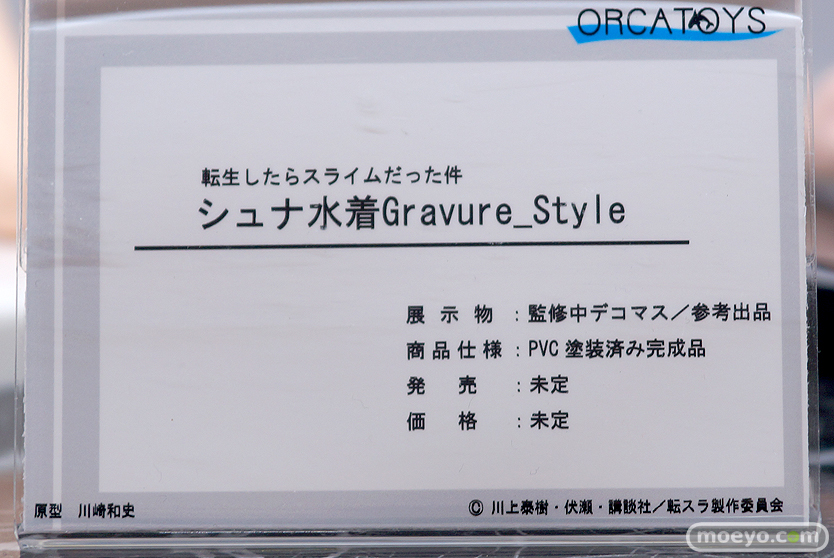 ORCATOYS
転生したらスライムだった件
シュナ水着Gravure_Style
展示物:監修中デコマス／参考出品
商品仕様:PVC塗装済み完成品
発売:未定
価格:未定
原型 川﨑和史
© 川上泰樹・伏瀬・講談社／転スラ製作委員会
moeyo.com